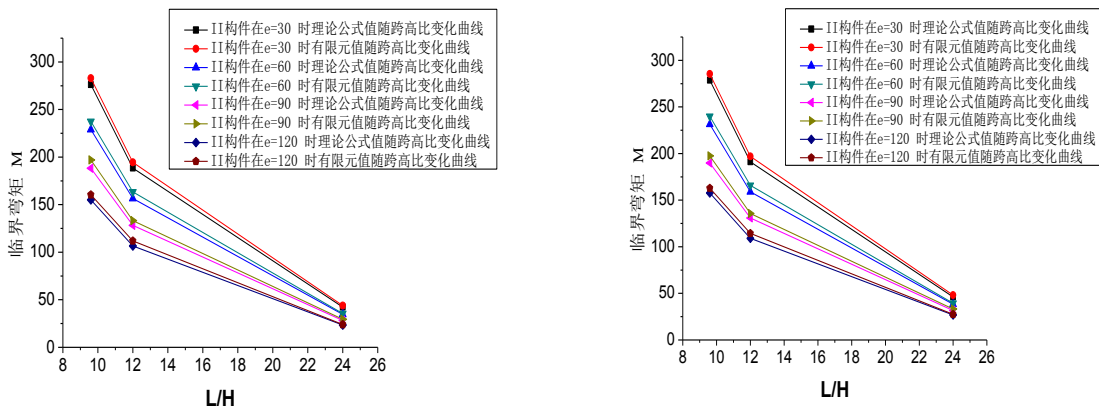 II构件在e=30 时理论公式值随跨高比变化曲线
II构件在e=30 时有限元值随跨高比变化曲线
II构件在e=60 时理论公式值随跨高比变化曲线
II构件在e=60 时有限元值随跨高比变化曲线
II构件在e=90 时理论公式值随跨高比变化曲线
II构件在e=90 时有限元值随跨高比变化曲线
II构件在e=120 时理论公式值随跨高比变化曲线
II构件在e=120 时有限元值随跨高比变化曲线
300
250
200
150
100
50
0
临界弯矩 M
8 10 12 14 16 18 20 22 24 26
L/H
II构件在e=30 时理论公式值随跨高比变化曲线
II构件在e=30 时有限元值随跨高比变化曲线
II构件在e=60 时理论公式值随跨高比变化曲线
II构件在e=60 时有限元值随跨高比变化曲线
II构件在e=90 时理论公式值随跨高比变化曲线
II构件在e=90 时有限元值随跨高比变化曲线
II构件在e=120 时理论公式值随跨高比变化曲线
II构件在e=120 时有限元值随跨高比变化曲线
300
250
200
150
100
50
0
临界弯矩 M
8 10 12 14 16 18 20 22 24 26
L/H